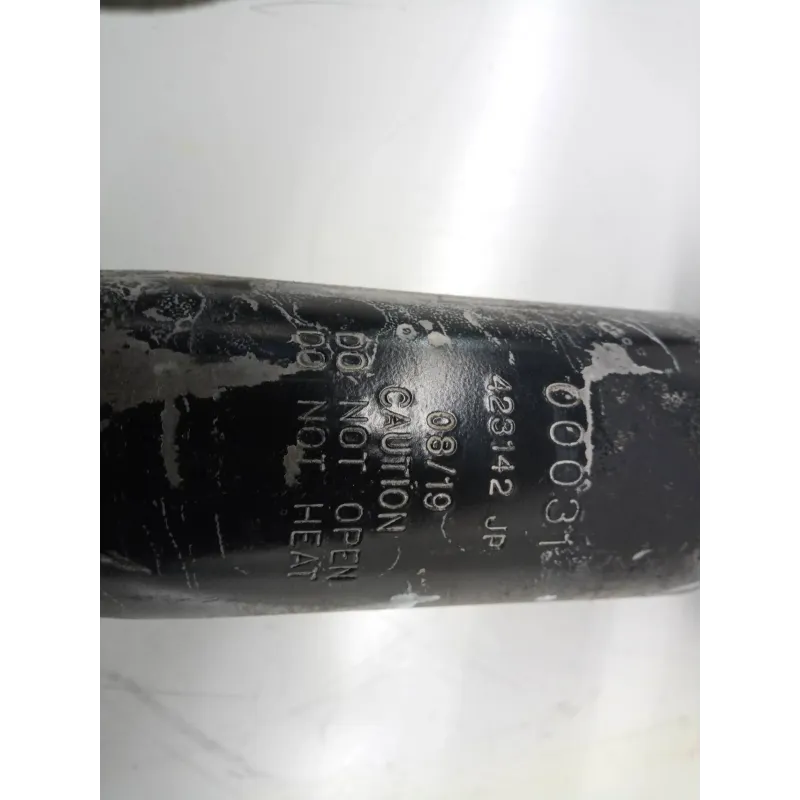 00031
423142 JP
08/19
CAUTION
DO NOT OPEN
DO NOT HEAT